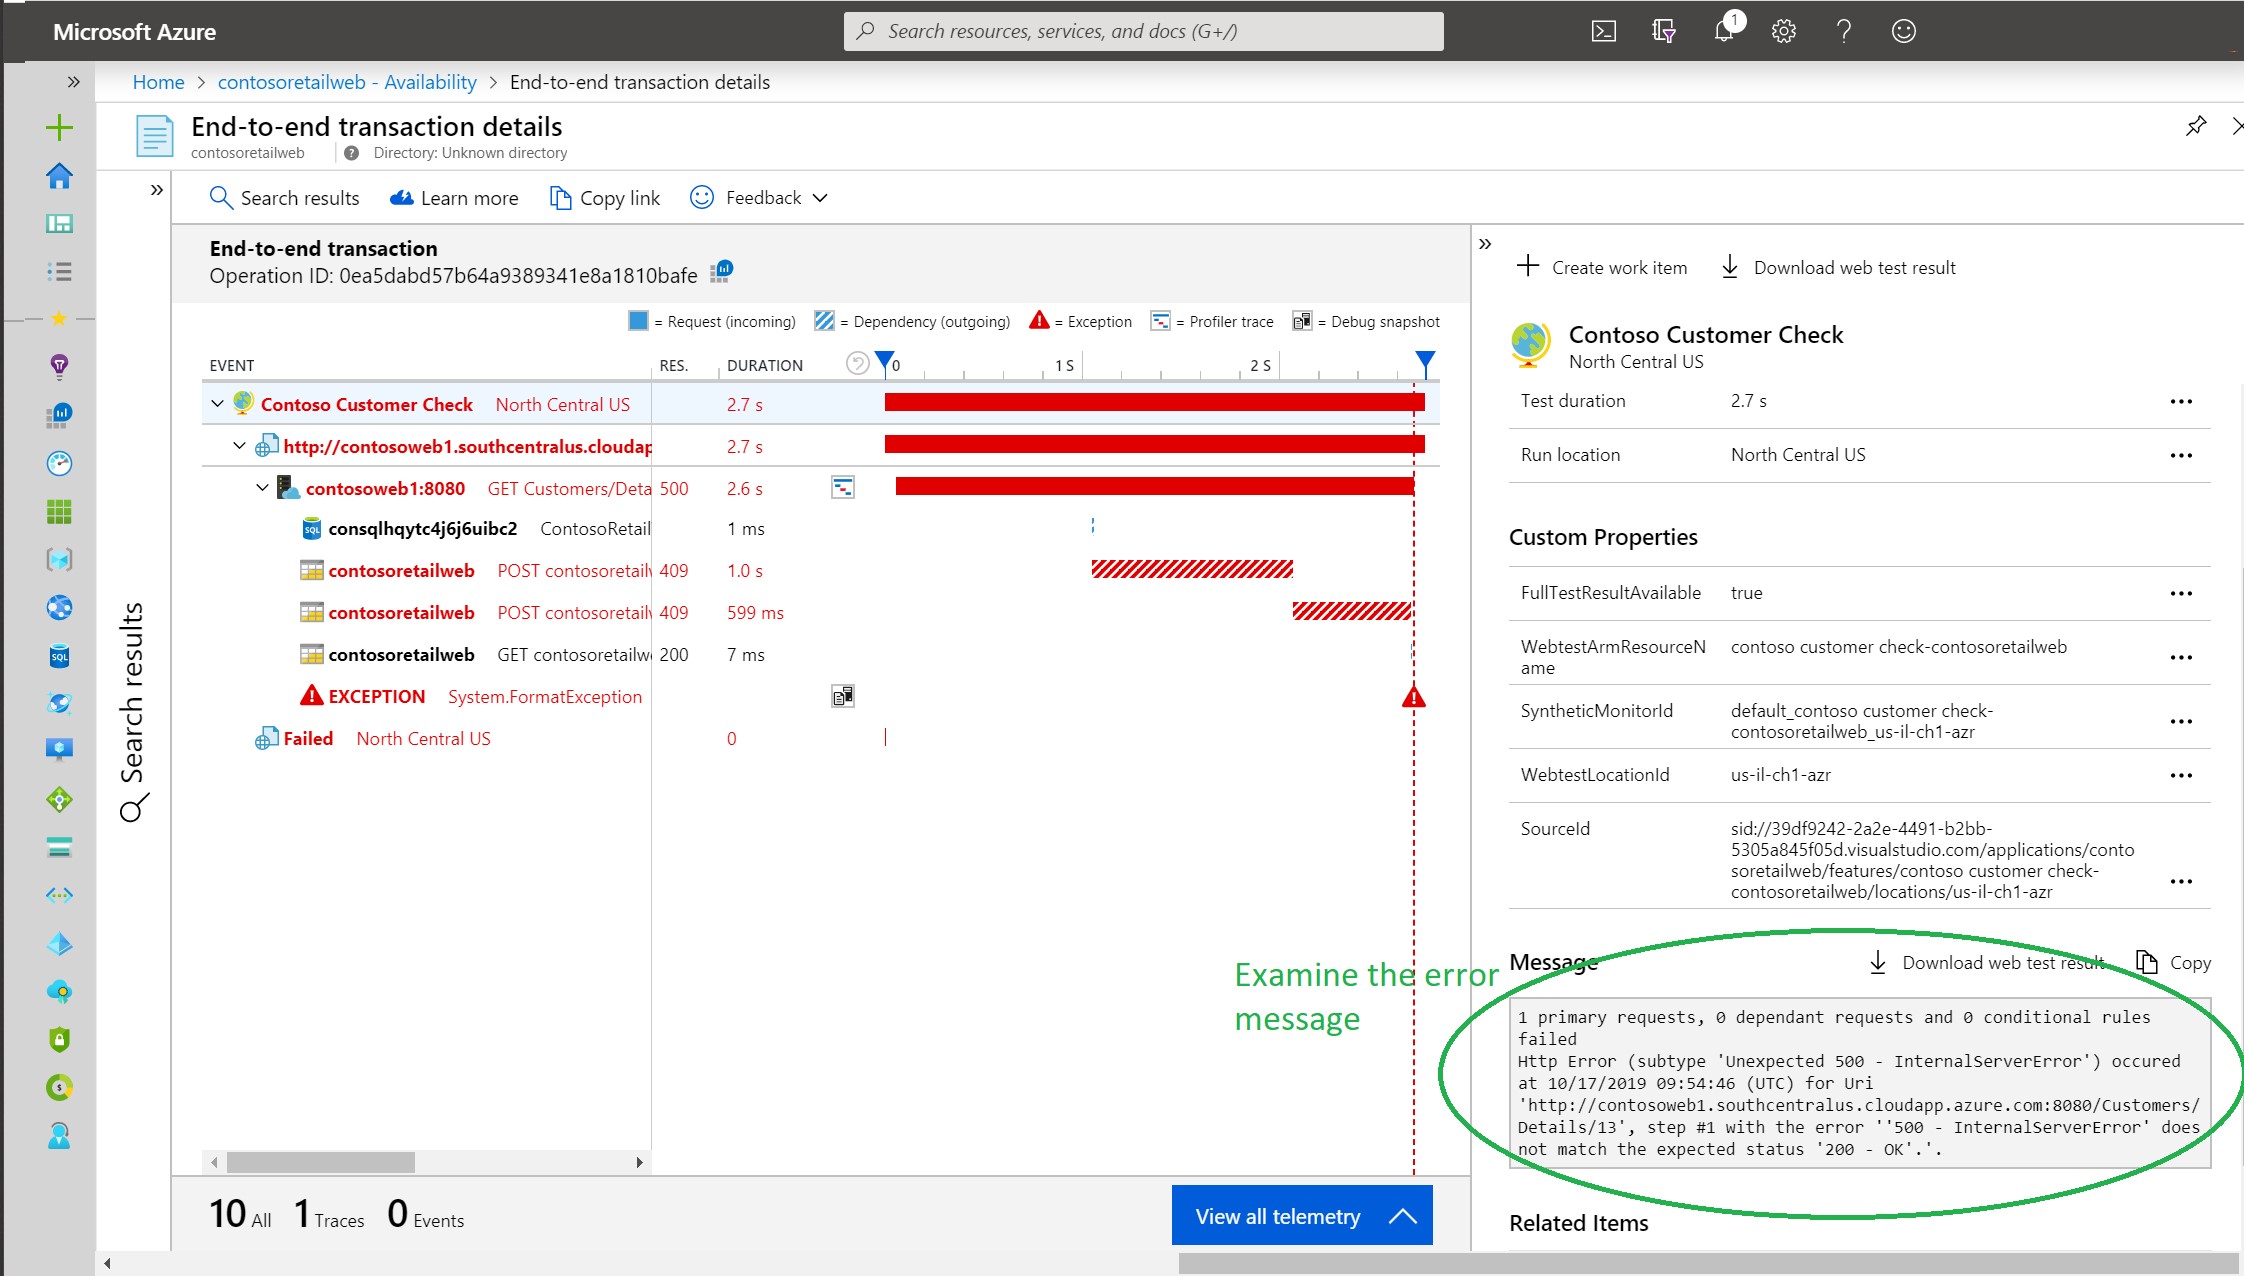 Microsoft Azure
Search resources, services, and docs (G+/)
1
Home > contosoretailweb - Availability > End-to-end transaction details
End-to-end transaction details
contosoretailweb
Directory: Unknown directory
Search results
Learn more
Copy link
Feedback
Search results
End-to-end transaction
Operation ID: 0ea5dabd57b64a9389341e8a1810bafe
= Request (incoming) = Dependency (outgoing) = Exception = Profiler trace = Debug snapshot
EVENT RES. DURATION 0 1 S 2 S
Contoso Customer Check North Central US 2.7 s
http://contosoweb1.southcentralus.cloudap 2.7 s
contosoweb1:8080 GET Customers/Deta 500 2.6 s
consqlhqytc4j6j6uibc2 ContosoRetail 1 ms
contosoretailweb POST contosoretail 409 1.0 s
contosoretailweb POST contosoretail 409 599 ms
contosoretailweb GET contosoretailw 200 7 ms
EXCEPTION System.FormatException
Failed North Central US 0
10 All 1 Traces 0 Events
View all telemetry
Create work item
Download web test result
Contoso Customer Check
North Central US
Test duration 2.7 s
Run location North Central US
Custom Properties
FullTestResultAvailable true
WebtestArmResourceN contoso customer check-contosoretailweb
ame
SyntheticMonitorId default_contoso customer check-
contosoretailweb_us-il-ch1-azr
WebtestLocationId us-il-ch1-azr
SourceId sid://39df9242-2a2e-4491-b2bb-
5305a845f05d.visualstudio.com/applications/conto
soretailweb/features/contoso customer check-
contosoretailweb/locations/us-il-ch1-azr
Examine the error
message
Message
Download web test result
Copy
1 primary requests, 0 dependant requests and 0 conditional rules
failed
Http Error (subtype 'Unexpected 500 - InternalServerError') occured
at 10/17/2019 09:54:46 (UTC) for Uri
'http://contosoweb1.southcentralus.cloudapp.azure.com:8080/Customers/
Details/13', step #1 with the error ''500 - InternalServerError' does
not match the expected status '200 - OK'.'.
Related Items